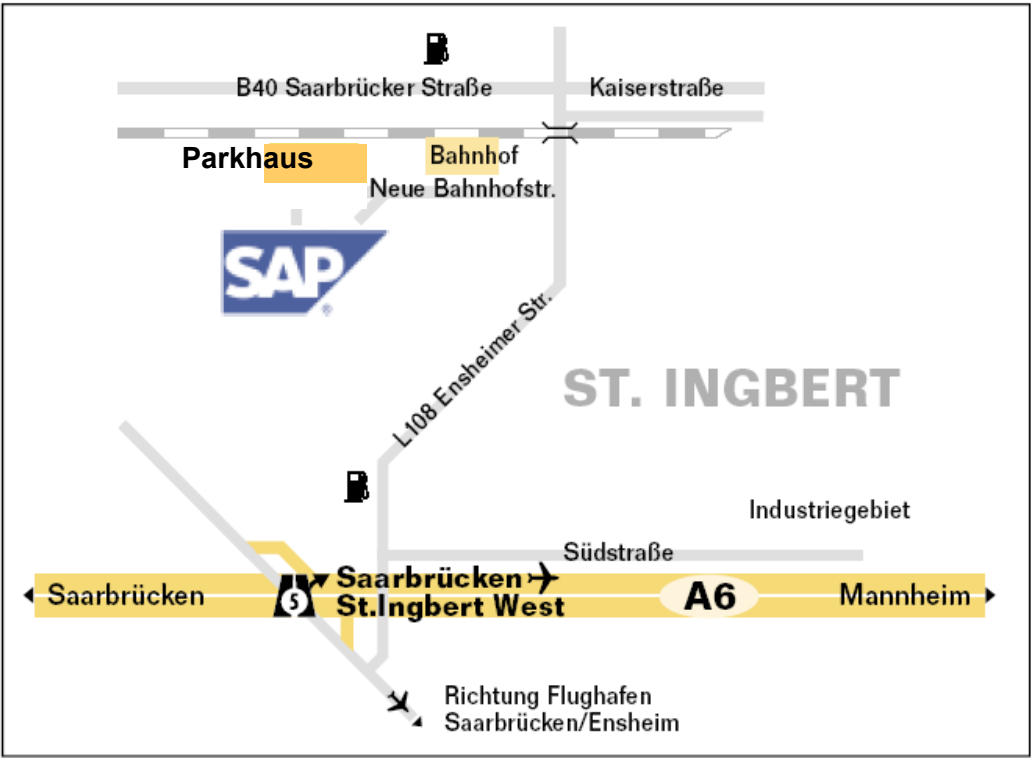 B40 Saarbrücker Straße
Kaiserstraße
Parkhaus
Bahnhof
Neue Bahnhofstr.
SAP
®
L108 Ensheimer Str.
ST. INGBERT
Industriegebiet
Südstraße
Saarbrücken
5
Saarbrücken
St.Ingbert West
A6
Mannheim
Richtung Flughafen
Saarbrücken/Ensheim